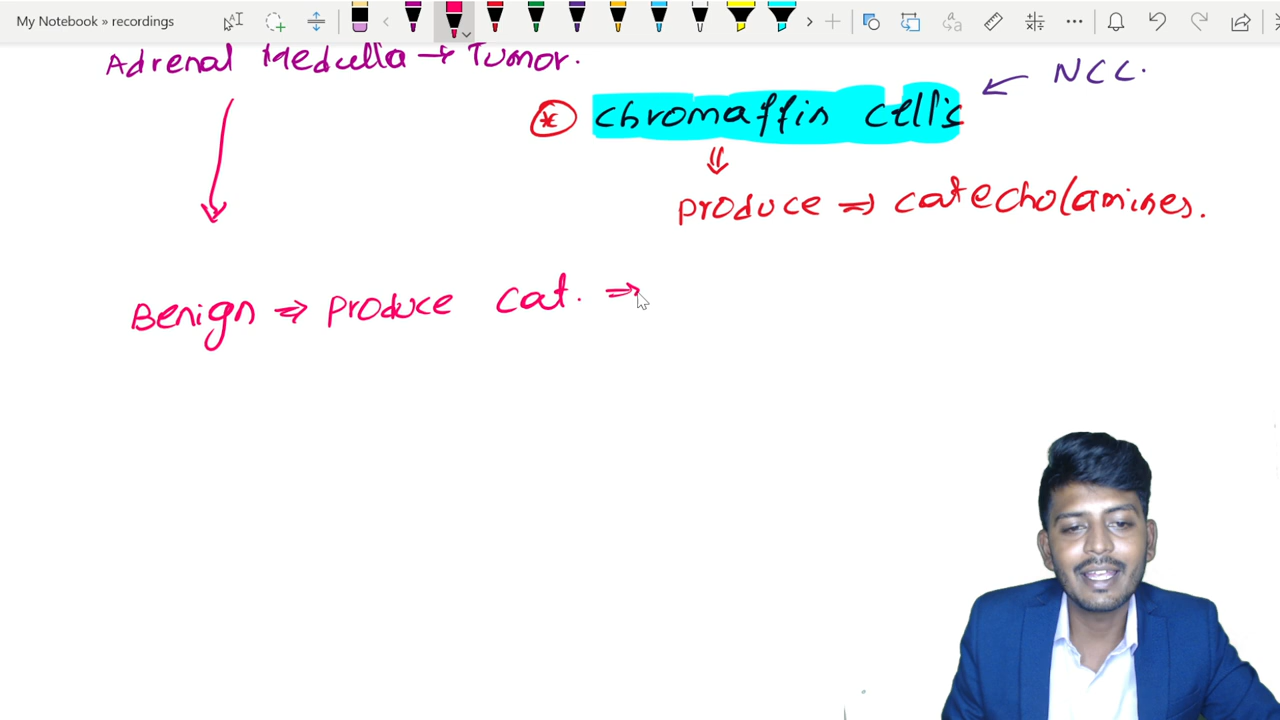 My Notebook » recordings
Adrenal Medulla → Tumor.
NCC.
* chromaffin cells
produce ⇒ catecholamines.
Benign ⇒ produce cat. ⇒